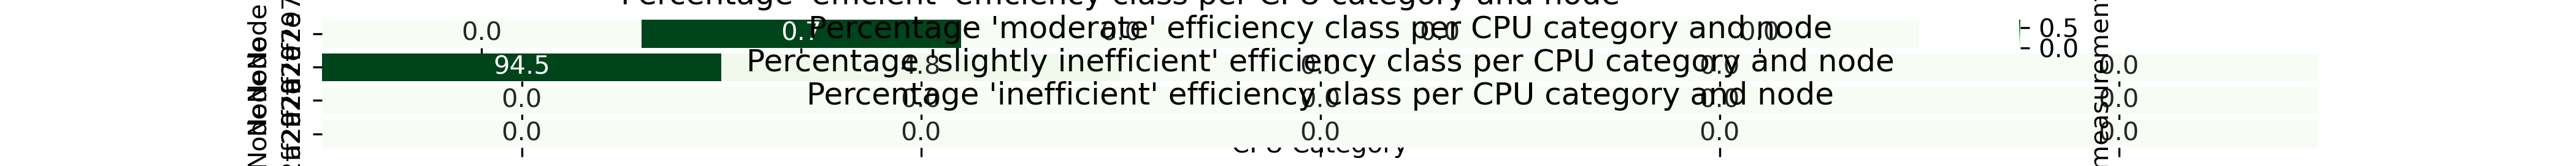 Percentage 'efficient' efficiency class per CPU category and node
0.0 0.7 0.0 0.0 0.0
0.5
0.0
Percentage 'moderate' efficiency class per CPU category and node
94.5 4.8 0.0 0.0 0.0
Percentage 'slightly inefficient' efficiency class per CPU category and node
0.0 0.0 0.0 0.0 0.0
Percentage 'inefficient' efficiency class per CPU category and node
0.0 0.0 0.0 0.0 0.0
CPU Category
Node
measurement